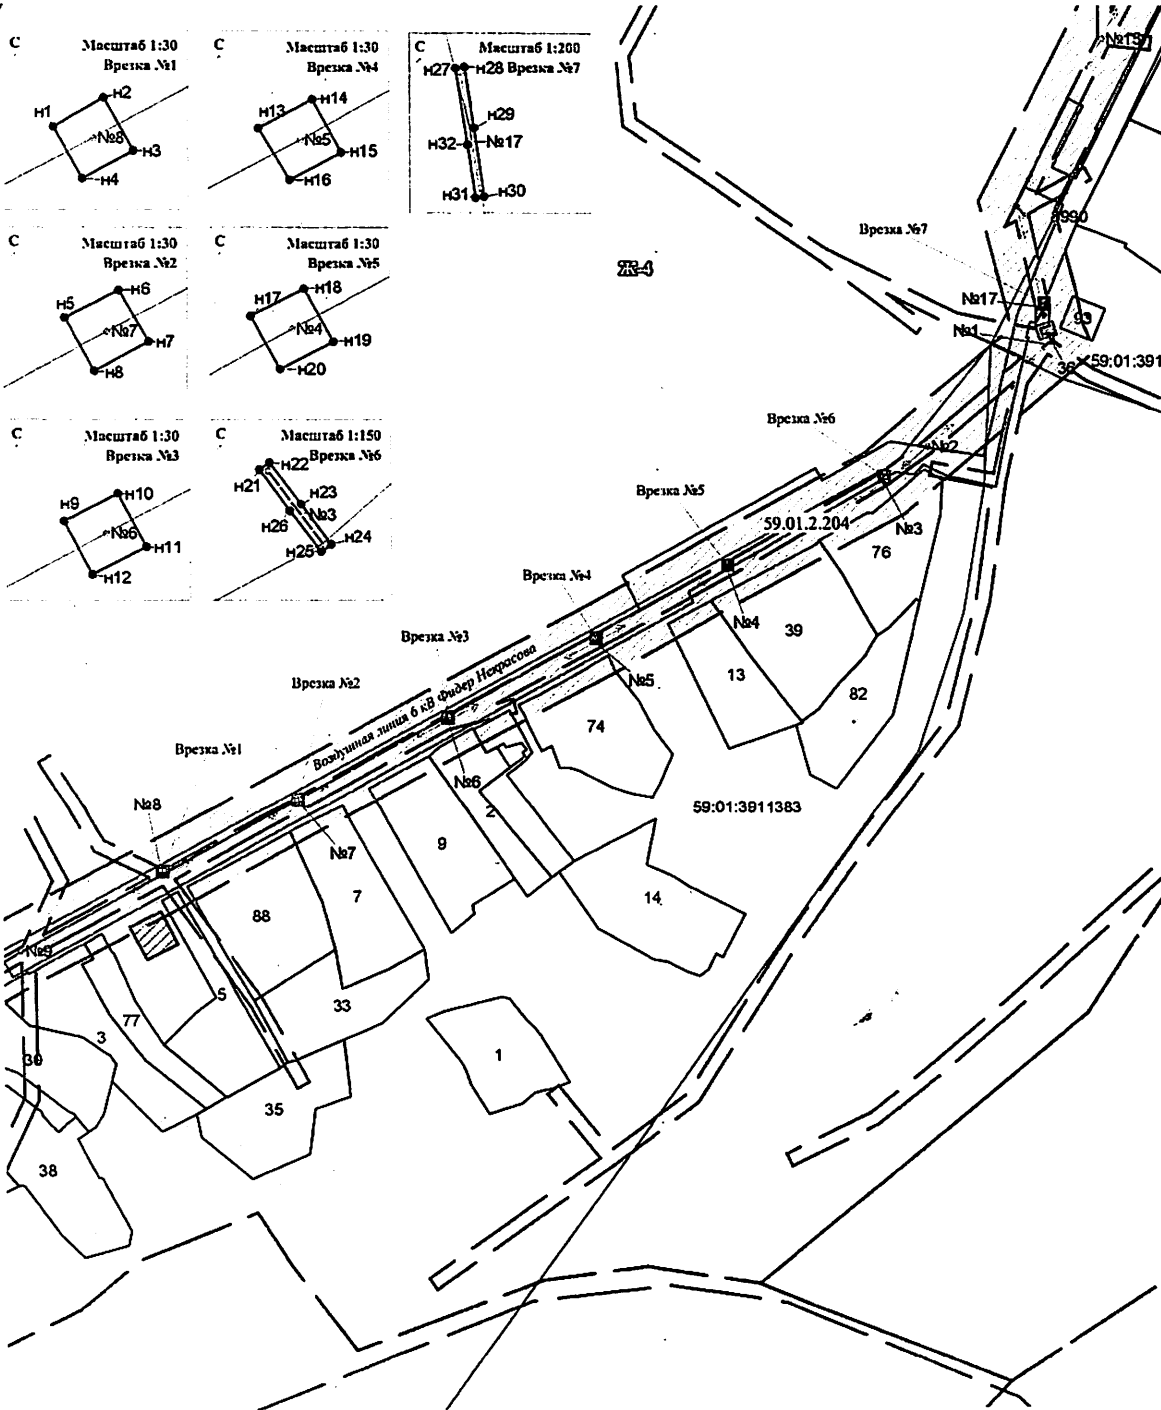 С
Масштаб 1:30
Врезка №1
н1
н2
№8
н3
н4
С
Масштаб 1:30
Врезка №4
н13
н14
№5
н15
н16
С
Масштаб 1:200
Врезка №7
н27
н28
н29
н32
№17
н31
н30
С
Масштаб 1:30
Врезка №2
н5
н6
№7
н7
н8
С
Масштаб 1:30
Врезка №5
н17
н18
№4
н19
н20
С
Масштаб 1:30
Врезка №3
н9
н10
№6
н11
н12
С
Масштаб 1:150
Врезка №6
н21
н22
н23
№3
н26
н24
н25
Ж-4
990
Врезка №7
№17
93
№1
36
59:01:391
Врезка №6
№2
Врезка №5
59.01.2.204
№3
76
Врезка №4
№4
39
Врезка №3
Воздушная линия 6 кВ Фидер Некрасова
№5
13
82
Врезка №2
74
Врезка №1
№6
№8
2
59:01:3911383
9
№7
7
14
88
№9
5
33
77
3
30
1
35
38